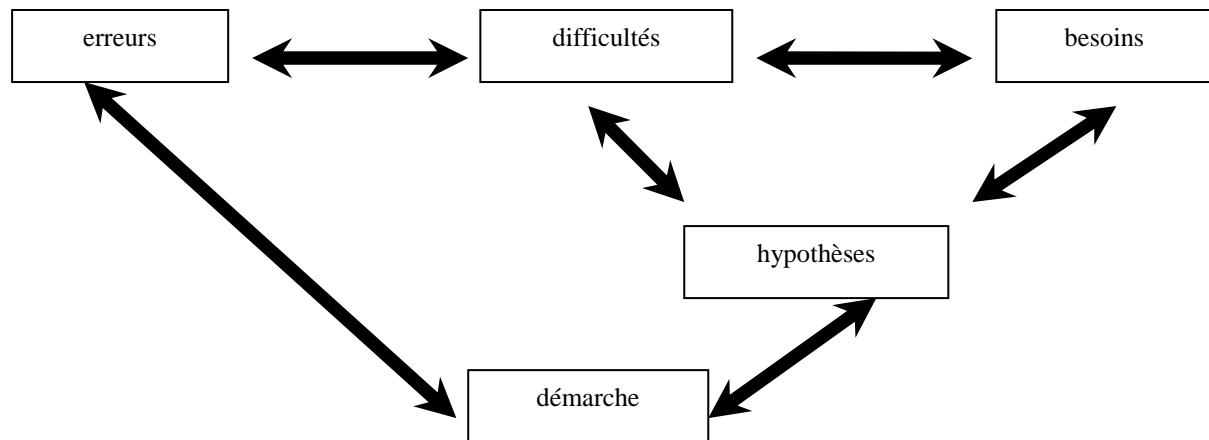 erreurs
difficultés
besoins
hypothèses
démarche